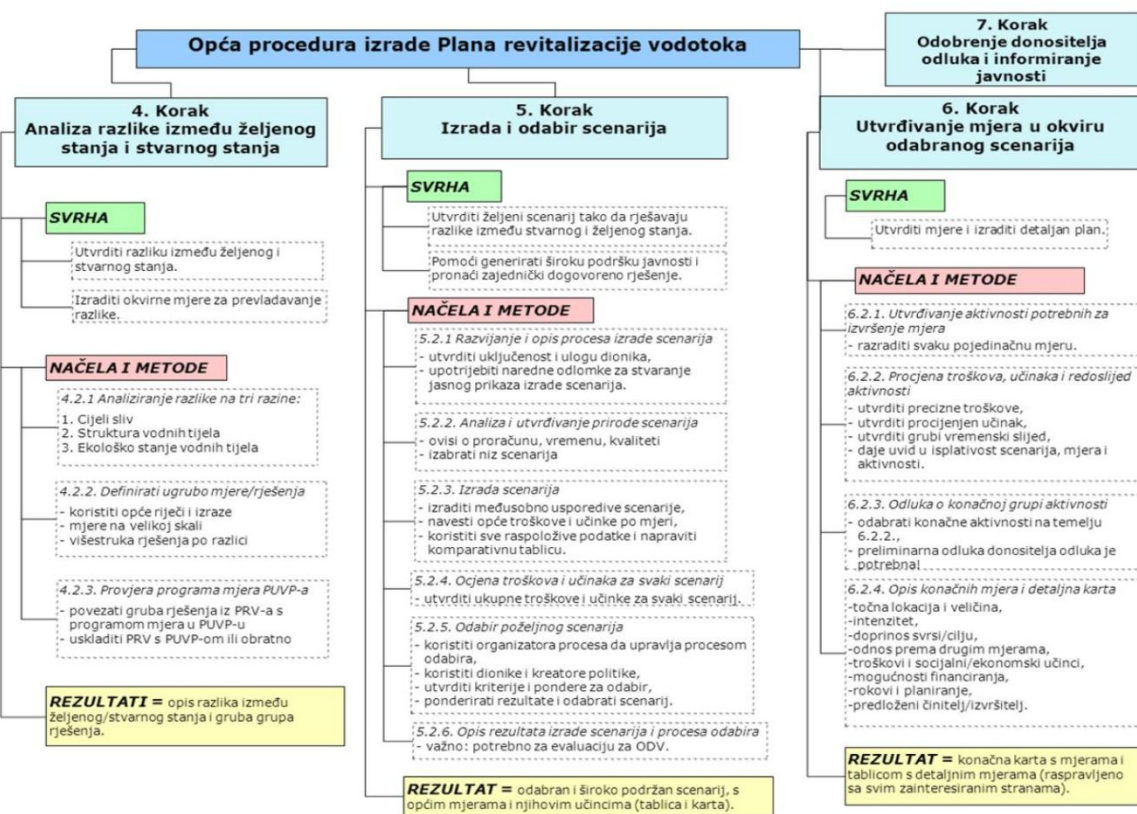 Opća procedura izrade Plana revitalizacije vodotoka
7. Korak
Odobrenje donositelja
odluka i informiranje
javnosti
4. Korak
Analiza razlike između željenog
stanja i stvarnog stanja
SVRHA
Utvrditi razliku između željenog i
stvarnog stanja.
Izraditi okvirne mjere za prevladavanje
razlike.
NAČELA I METODE
4.2.1 Analiziranje razlike na tri razine:
1. Cijeli sliv
2. Struktura vodnih tijela
3. Ekološko stanje vodnih tijela
4.2.2. Definirati ugrubo mjere/rješenja
- koristiti opće riječi i izraze
- mjere na velikoj skali
- višestruka rješenja po razlici
4.2.3. Provjera programa mjera PUVP-a
- povezati gruba rješenja iz PRV-a s
programom mjera u PUVP-u
- uskladiti PRV s PUVP-om ili obratno
REZULTATI = opis razlika između
željenog/stvarnog stanja i gruba grupa
rješenja.
5. Korak
Izrada i odabir scenarija
SVRHA
Utvrditi željeni scenarij tako da rješavaju
razlike između stvarnog i željenog stanja.
Pomoći generirati široku podršku javnosti i
pronaći zajednički dogovoreno rješenje.
NAČELA I METODE
5.2.1 Razvijanje i opis procesa izrade scenarija
- utvrditi uključenost i ulogu dionika,
- upotrijebiti naredne odlomke za stvaranje
jasnog prikaza izrade scenarija.
5.2.2. Analiza i utvrđivanje prirode scenarija
- ovisi o proračunu, vremenu, kvaliteti
- izabrati niz scenarija
5.2.3. Izrada scenarija
- izraditi međusobno usporedive scenarije,
- navesti opće troškove i učinke po mjeri,
- koristiti sve raspoložive podatke i napraviti
komparativnu tablicu.
5.2.4. Ocjena troškova i učinaka za svaki scenarij
- utvrditi ukupne troškove i učinke za svaki scenarij.
5.2.5. Odabir poželjnog scenarija
- koristiti organizatora procesa da upravlja procesom
odabira,
- koristiti dionike i kreatore politike,
- utvrditi kriterije i pondere za odabir,
- ponderirati rezultate i odabrati scenarij.
5.2.6. Opis rezultata izrade scenarija i procesa odabira
- važno: potrebno za evaluaciju za ODV.
REZULTAT = odabran i široko podržan scenarij, s
općim mjerama i njihovim učincima (tablica i karta).
6. Korak
Utvrđivanje mjera u okviru
odabranog scenarija
SVRHA
Utvrditi mjere i izraditi detaljan plan.
NAČELA I METODE
6.2.1. Utvrđivanje aktivnosti potrebnih za
izvršenje mjera
- razraditi svaku pojedinačnu mjeru.
6.2.2. Procjena troškova, učinaka i redoslijed
aktivnosti
- utvrditi precizne troškove,
- utvrditi procijenjen učinak,
- utvrditi grubi vremenski slijed,
- daje uvid u isplativost scenarija, mjera i
aktivnosti.
6.2.3. Odluka o konačnoj grupi aktivnosti
- odabrati konačne aktivnosti na temelju
6.2.2.,
- preliminarna odluka donositelja odluka je
potrebna!
6.2.4. Opis konačnih mjera i detaljna karta
-točna lokacija i veličina,
-intenzitet,
-doprinos svrsi/cilju,
-odnos prema drugim mjerama,
-troškovi i socijalni/ekonomski učinci,
-mogućnosti financiranja,
-rokovi i planiranje,
-predloženi činitelj/izvršitelj.
REZULTAT = konačna karta s mjerama i
tablicom s detaljnim mjerama (raspravljeno
sa svim zainteresiranim stranama).